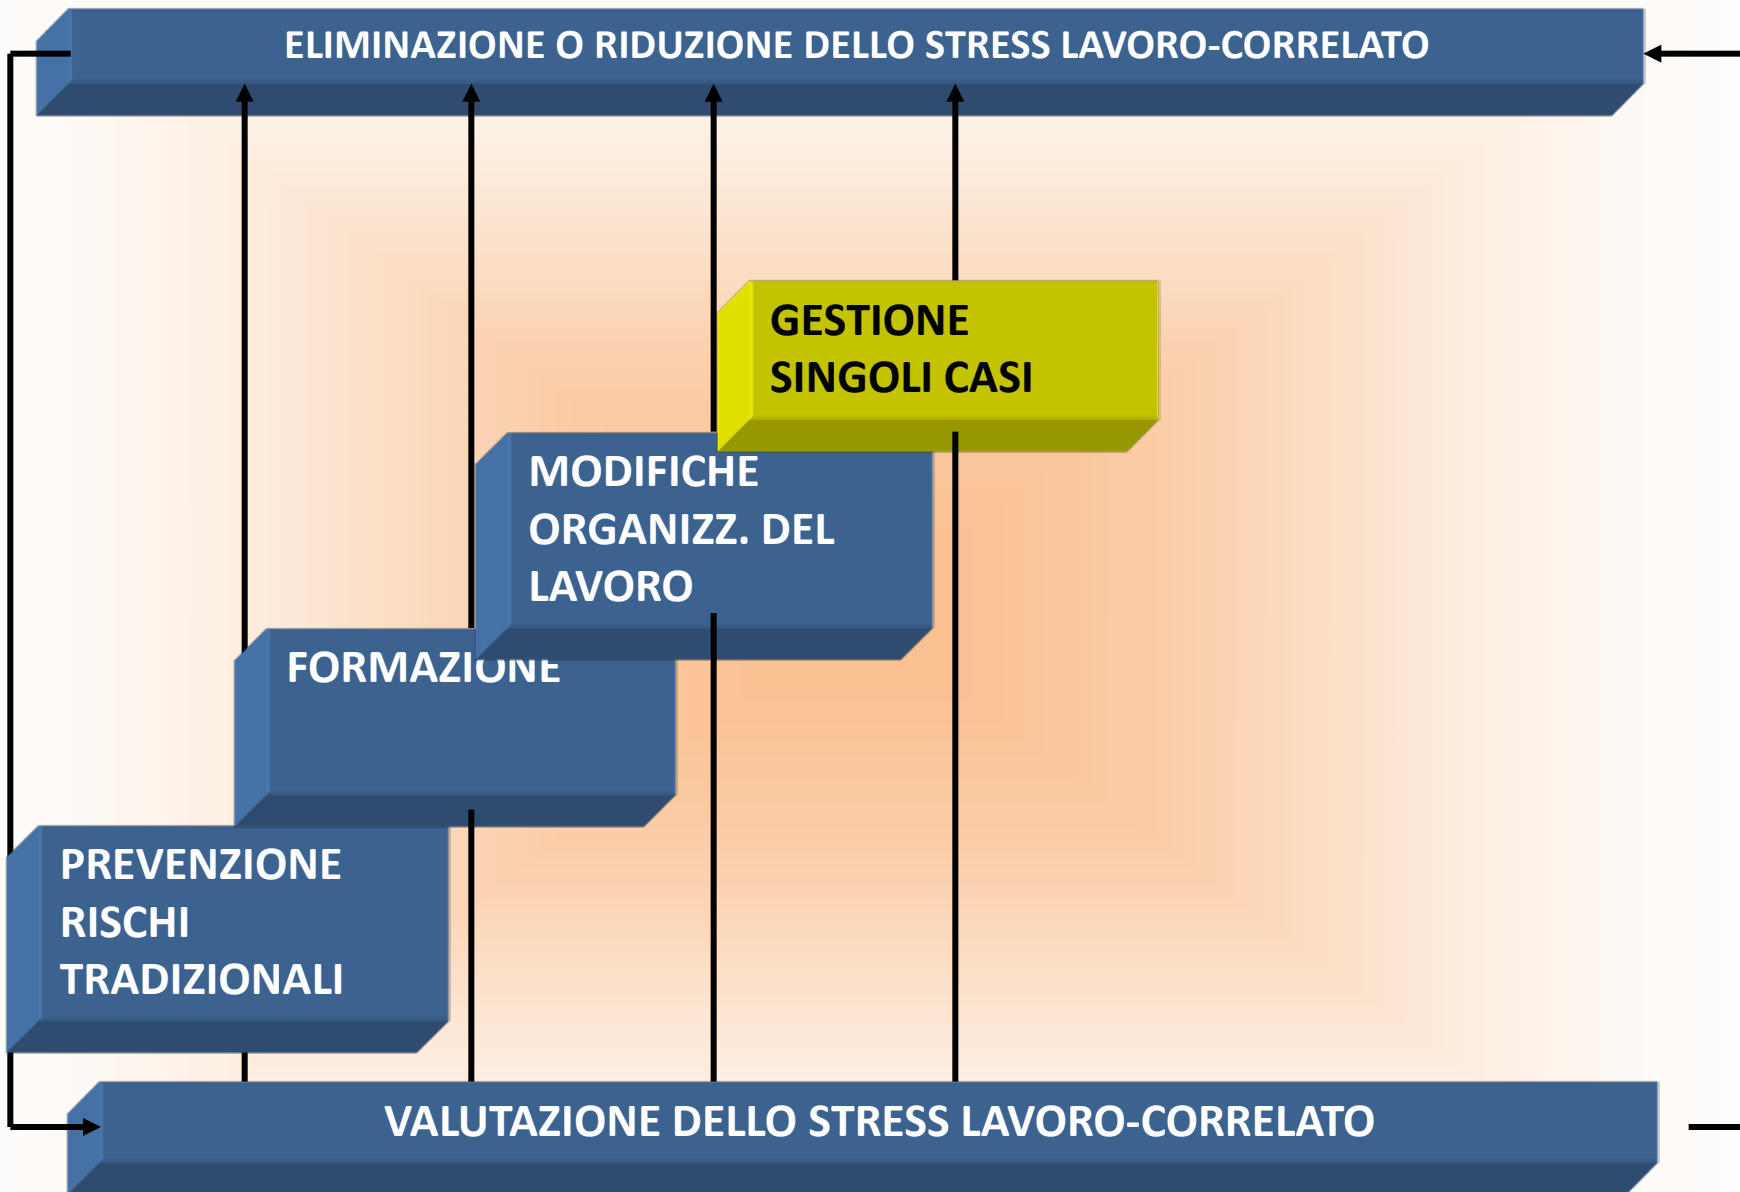 ELIMINAZIONE O RIDUZIONE DELLO STRESS LAVORO-CORRELATO
GESTIONE
SINGOLI CASI
MODIFICHE
ORGANIZZ. DEL
LAVORO
FORMAZIONE
PREVENZIONE
RISCHI
TRADIZIONALI
VALUTAZIONE DELLO STRESS LAVORO-CORRELATO